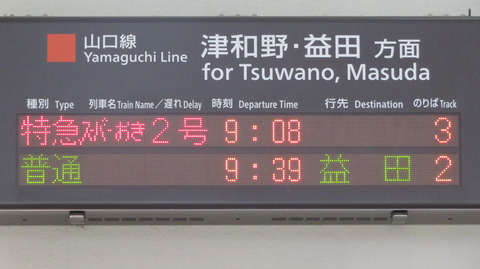 山口線 津和野・益田 方面
Yamaguchi Line for Tsuwano, Masuda
種別 Type 列車名 Train Name／遅れ Delay 時刻 Departure Time 行先 Destination のりば Track
特急 スーパーおき 2号 9:08 3
普通 9:39 益田 2